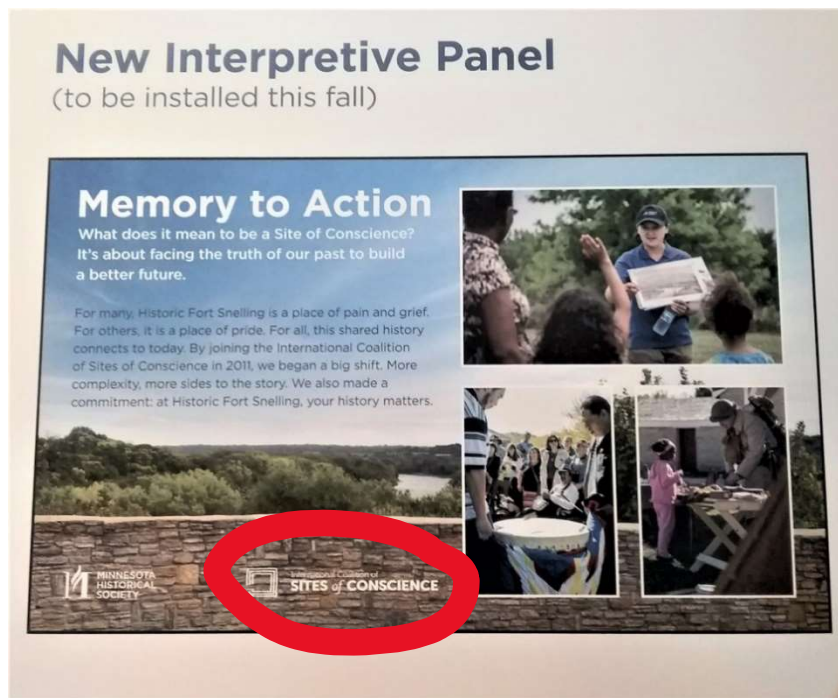 New Interpretive Panel
(to be installed this fall)
Memory to Action
What does it mean to be a Site of Conscience?
It's about facing the truth of our past to build
a better future.
For many, Historic Fort Snelling is a place of pain and grief.
For others, it is a place of pride. For all, this shared history
connects to today. By joining the International Coalition
of Sites of Conscience in 2011, we began a big shift. More
complexity, more sides to the story. We also made a
commitment: at Historic Fort Snelling, your history matters.
MINNESOTA
HISTORICAL
SOCIETY
International Coalition of
SITES of CONSCIENCE